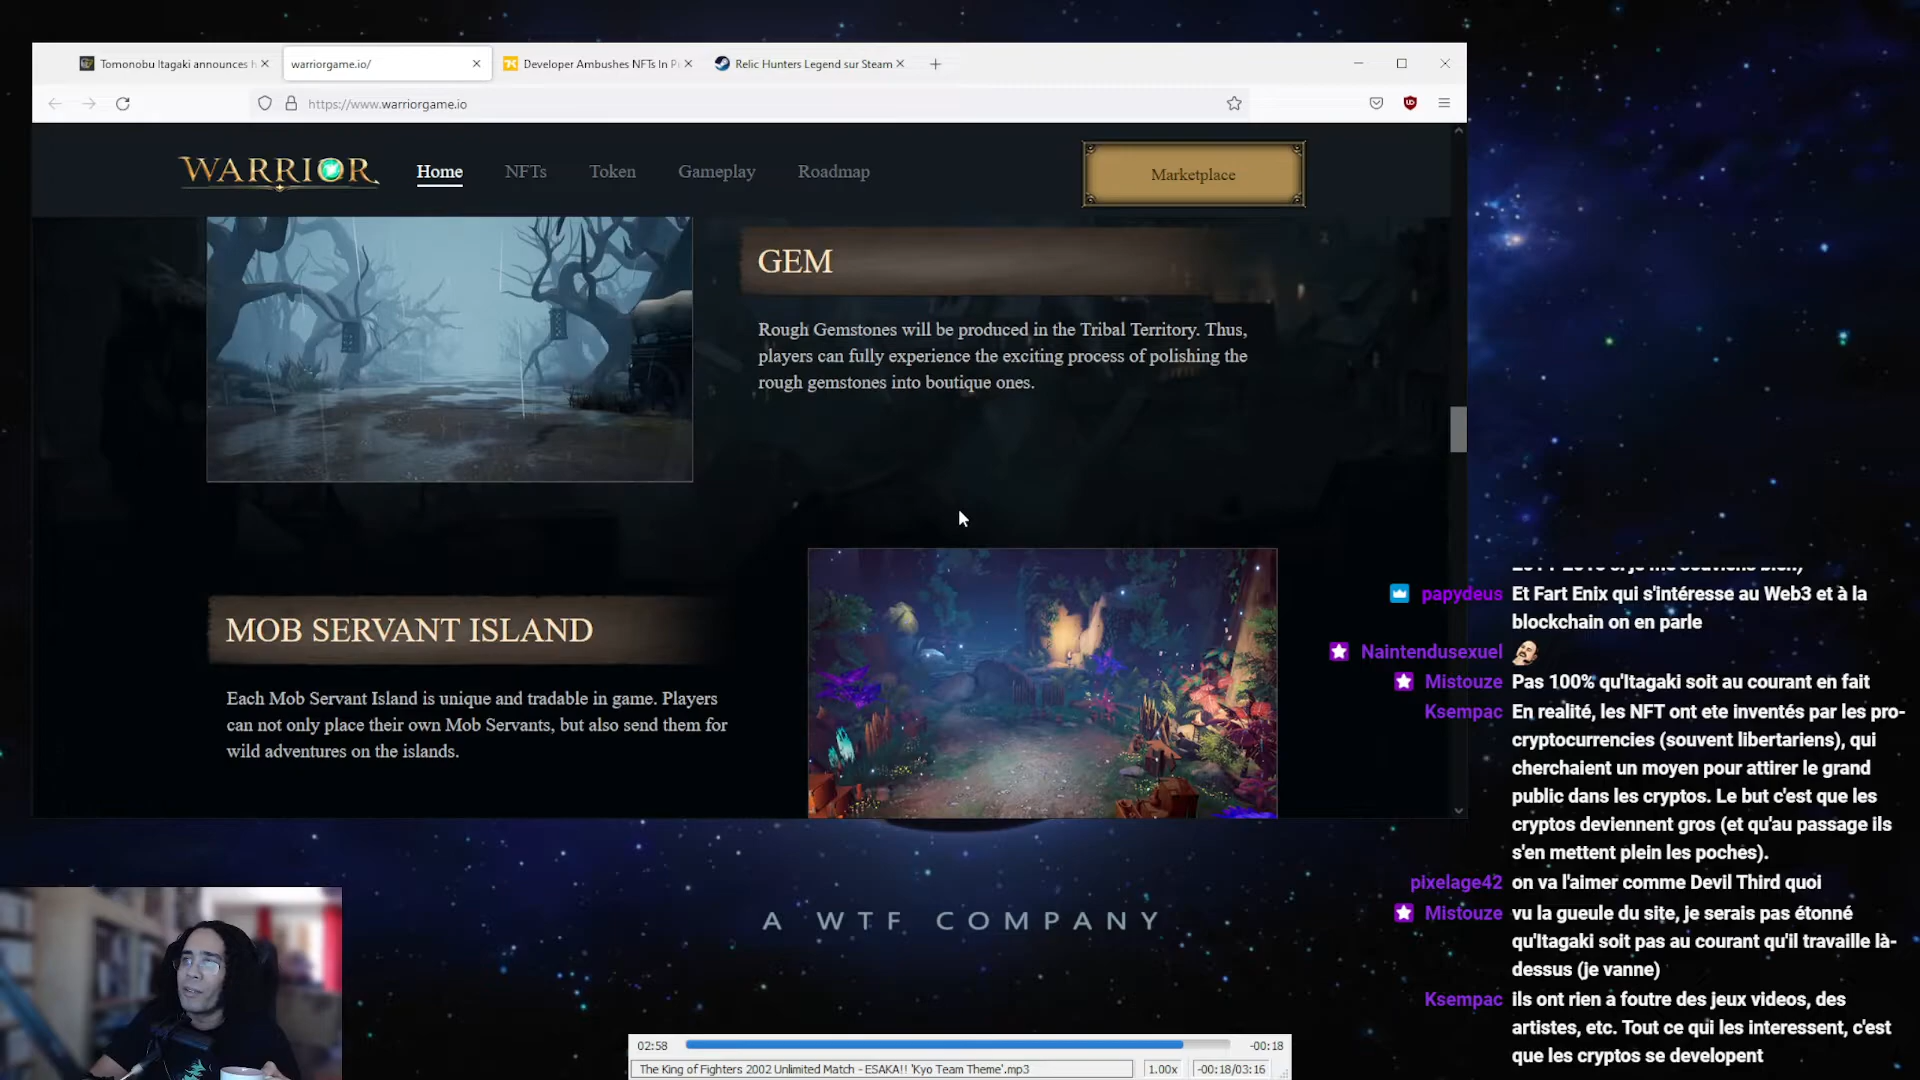 Tomonobu Itagaki announces h
warriorgame.io/
Developer Ambushes NFTs In P
Relic Hunters Legend sur Steam
https://www.warriorgame.io
WARRIOR
Home
NFTs
Token
Gameplay
Roadmap
Marketplace
GEM
Rough Gemstones will be produced in the Tribal Territory. Thus,
players can fully experience the exciting process of polishing the
rough gemstones into boutique ones.
MOB SERVANT ISLAND
Each Mob Servant Island is unique and tradable in game. Players
can not only place their own Mob Servants, but also send them for
wild adventures on the islands.
papydeus Et Fart Enix qui s'intéresse au Web3 et à la
blockchain on en parle
Naintendusexuel
Mistouze Pas 100% qu'Itagaki soit au courant en fait
Ksempac En realité, les NFT ont ete inventés par les pro-
cryptocurrencies (souvent libertariens), qui
cherchaient un moyen pour attirer le grand
public dans les cryptos. Le but c'est que les
cryptos deviennent gros (et qu'au passage ils
s'en mettent plein les poches).
pixelage42 on va l'aimer comme Devil Third quoi
Mistouze vu la gueule du site, je serais pas étonné
qu'Itagaki soit pas au courant qu'il travaille là-
dessus (je vanne)
Ksempac ils ont rien a foutre des jeux videos, des
artistes, etc. Tout ce qui les interessent, c'est
que les cryptos se developent
A WTF COMPANY
02:58
-00:18
The King of Fighters 2002 Unlimited Match - ESAKA!! 'Kyo Team Theme'.mp3
1.00x
-00:18/03:16